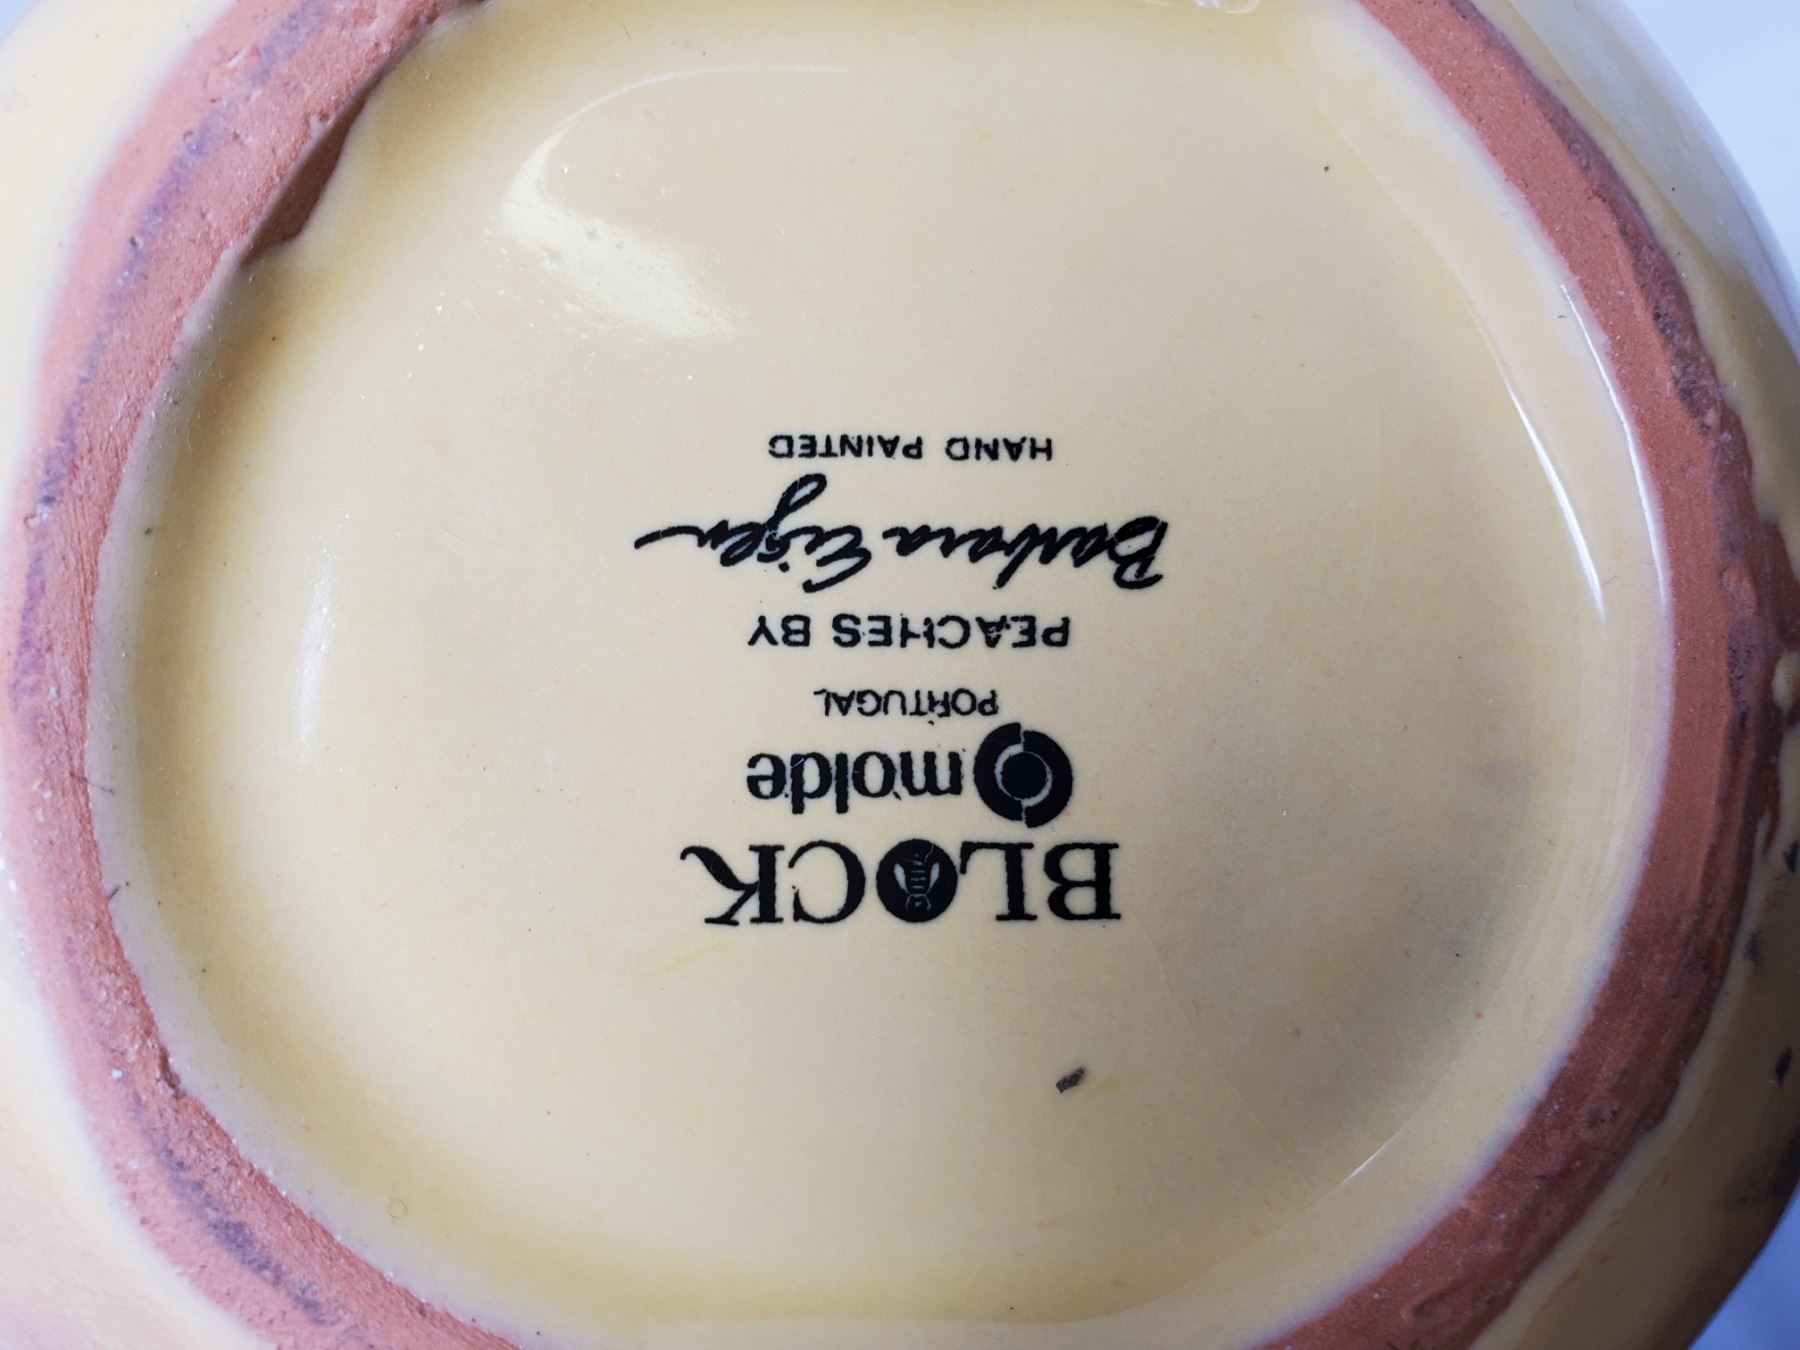 BLOCK
molde
PORTUGAL
PEACHES BY
Barbara Eigen
HAND PAINTED